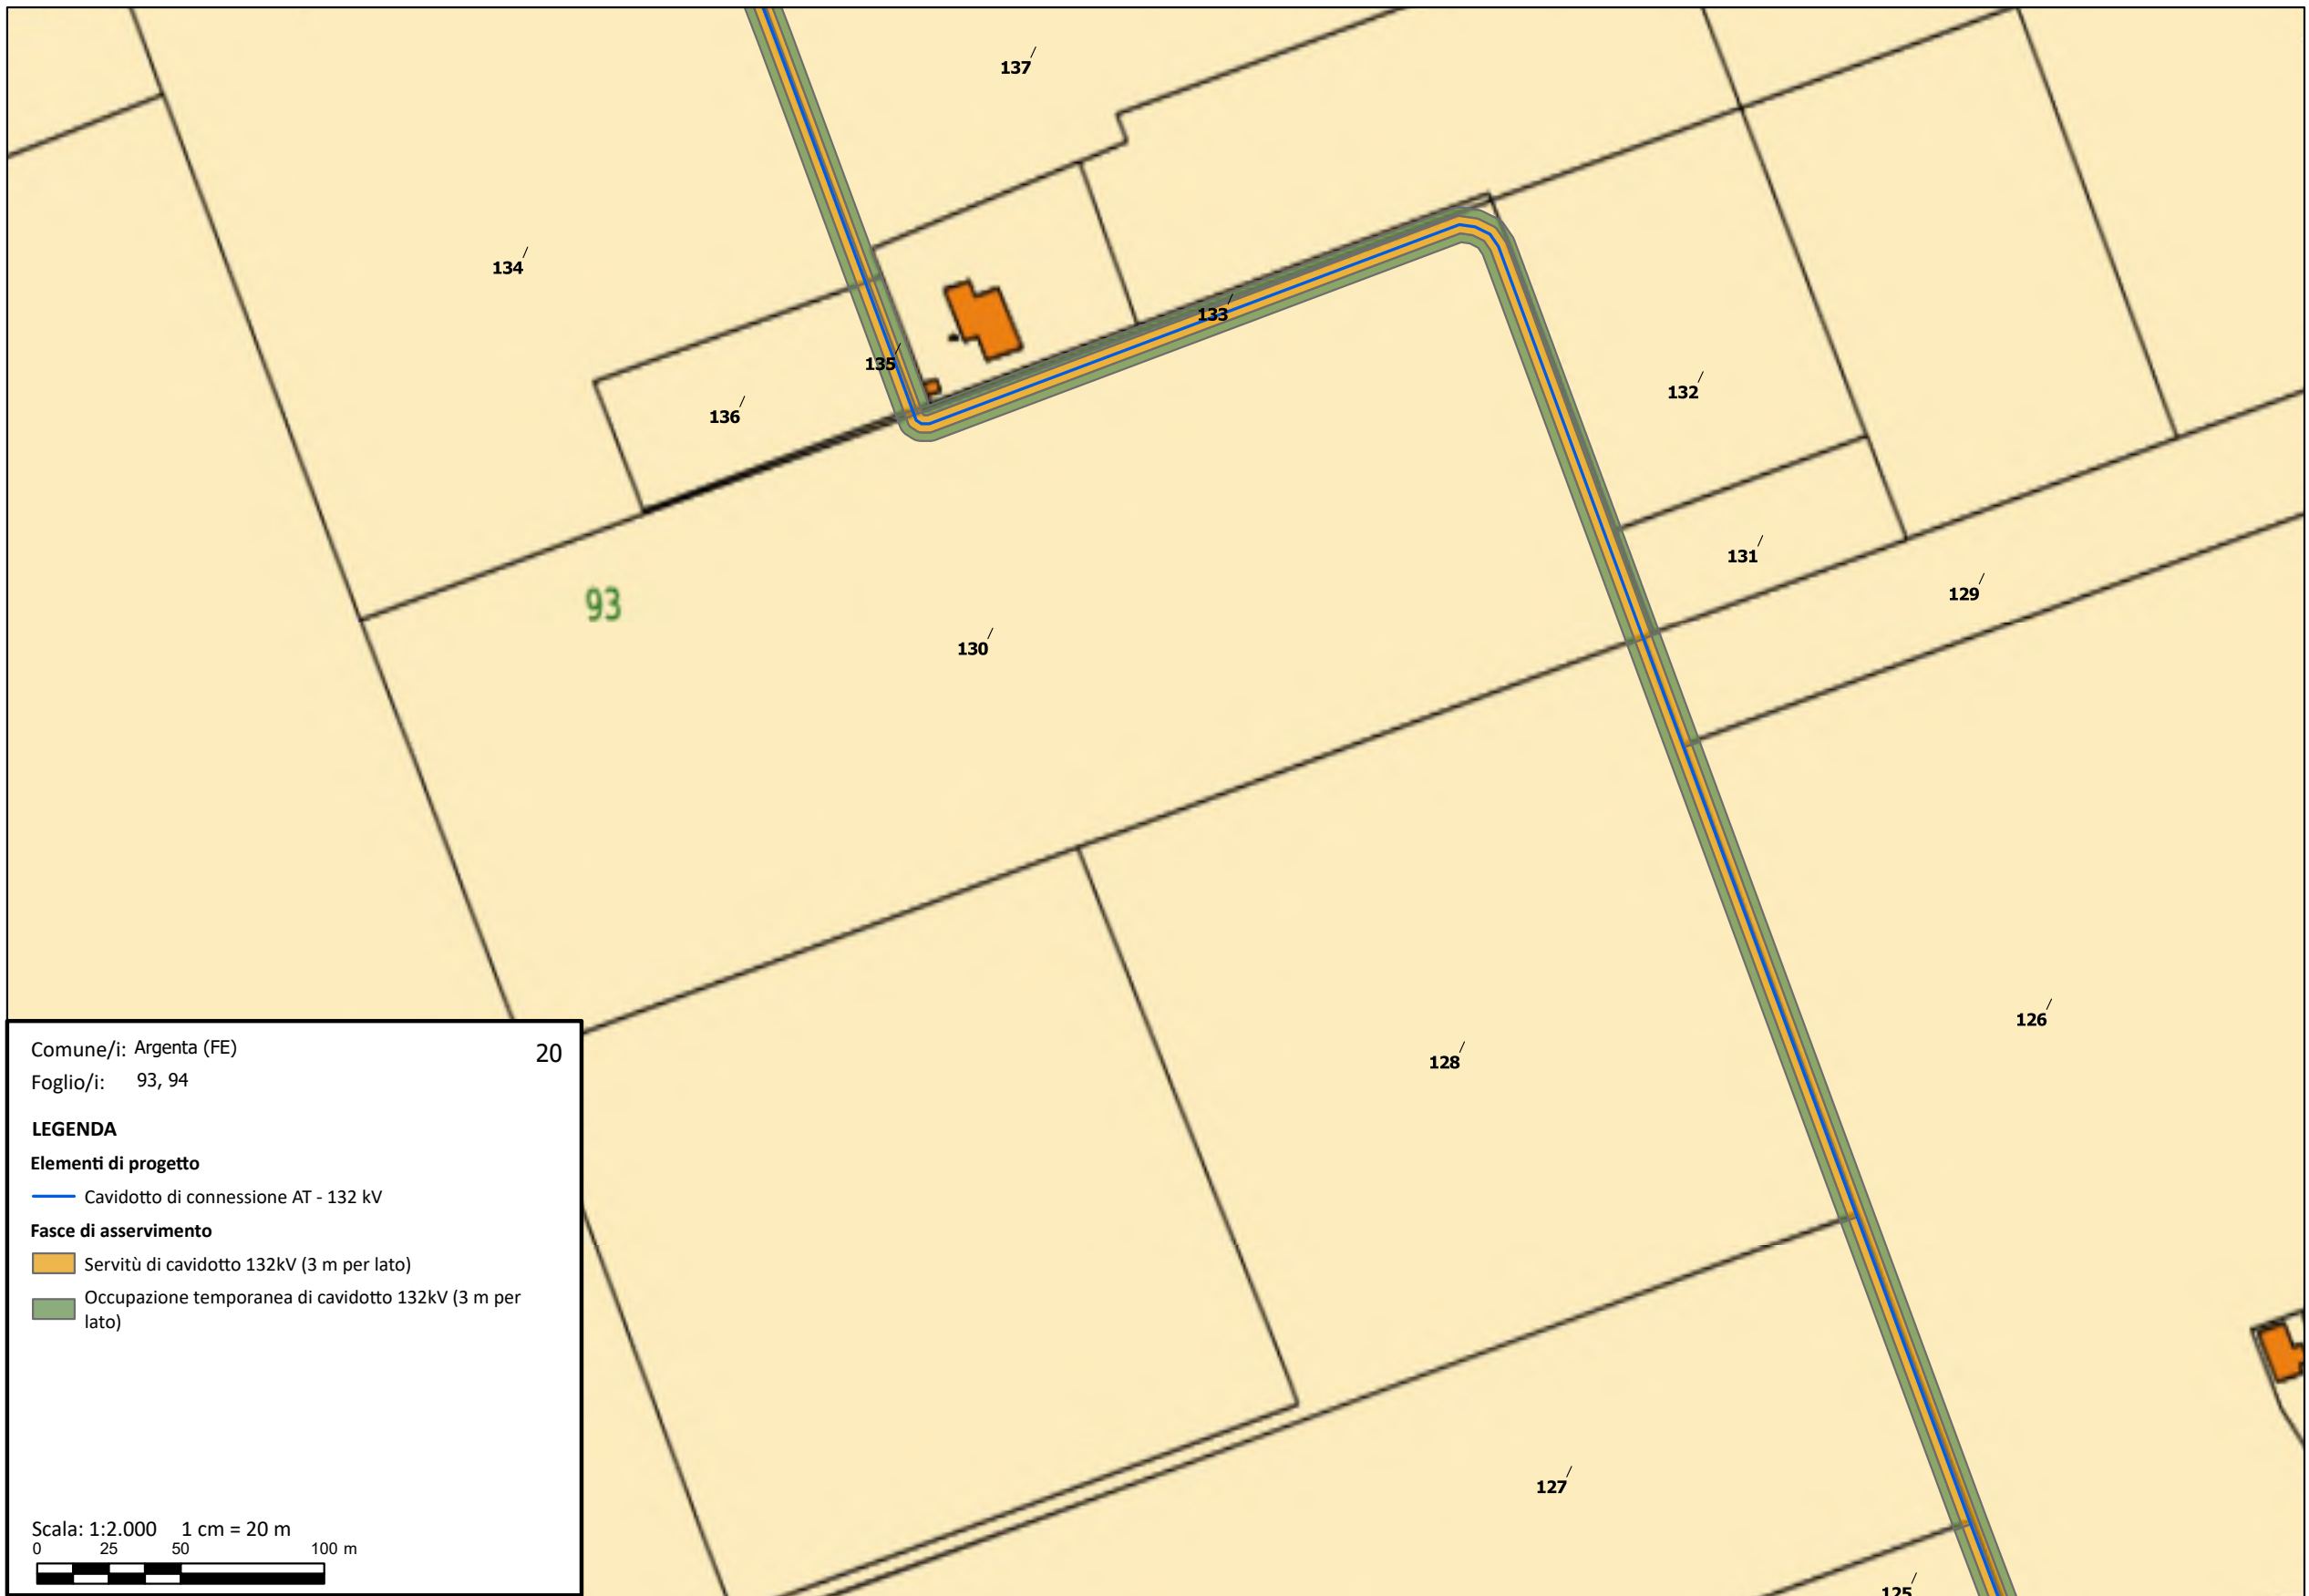 137
134
133
135
132
136
131
129
93
130
126
128
127
125
Comune/i: Argenta (FE)
20
Foglio/i: 93, 94
LEGENDA
Elementi di progetto
Cavidotto di connessione AT - 132 kV
Fasce di asservimento
Servitù di cavidotto 132kV (3 m per lato)
Occupazione temporanea di cavidotto 132kV (3 m per
lato)
Scala: 1:2.000 1 cm = 20 m
0 25 50 100 m